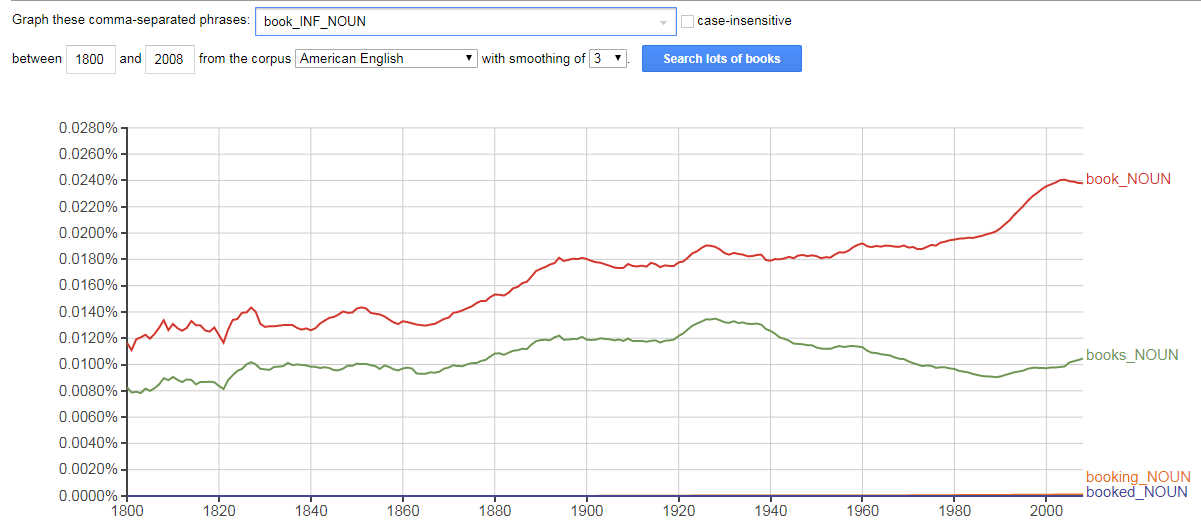 Graph these comma-separated phrases: book_INF_NOUN case-insensitive
between 1800 and 2008 from the corpus American English with smoothing of 3 . Search lots of books
0.0280%
0.0260%
0.0240%
book_NOUN
0.0220%
0.0200%
0.0180%
0.0160%
0.0140%
0.0120%
0.0100%
books_NOUN
0.0080%
0.0060%
0.0040%
0.0020%
booking_NOUN
0.0000%
booked_NOUN
1800 1820 1840 1860 1880 1900 1920 1940 1960 1980 2000